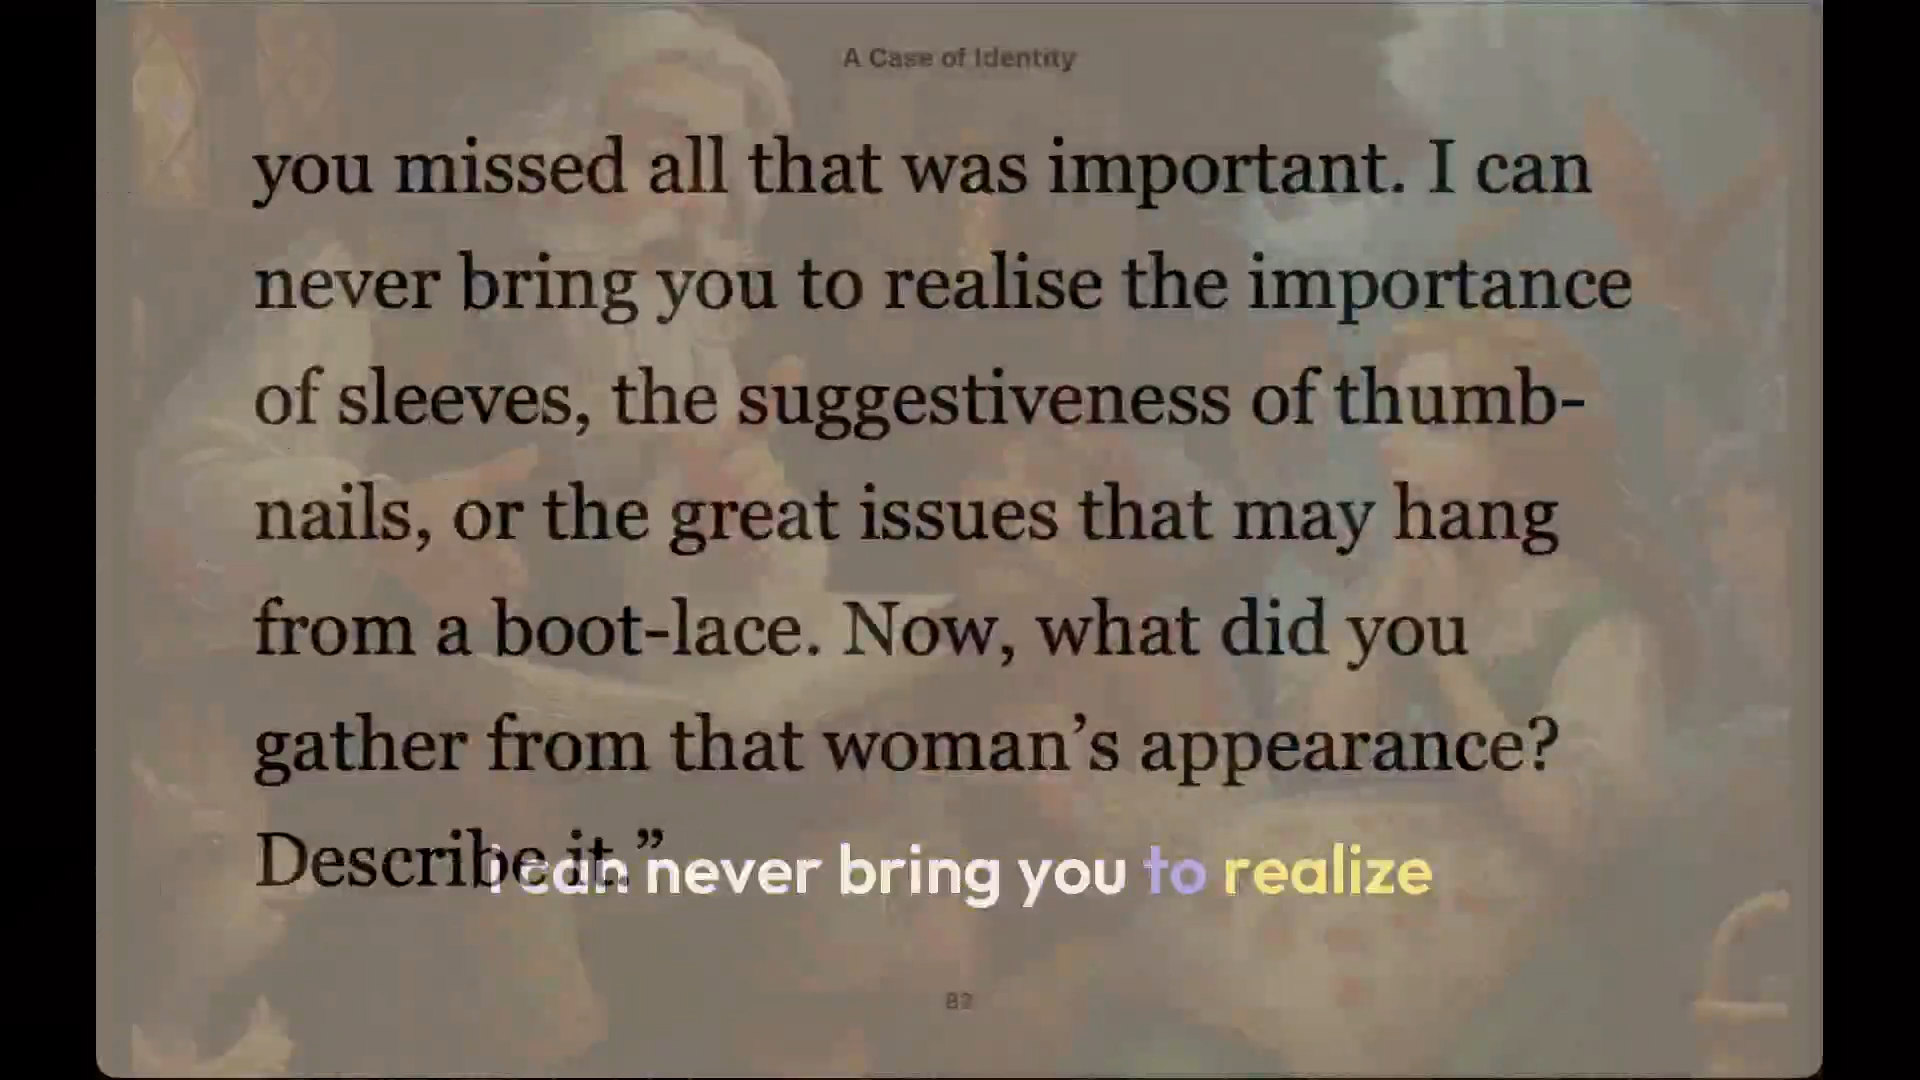 A Case of Identity
you missed all that was important. I can
never bring you to realise the importance
of sleeves, the suggestiveness of thumb-
nails, or the great issues that may hang
from a boot-lace. Now, what did you
gather from that woman’s appearance?
Describe it.”
I can never bring you to realize
82